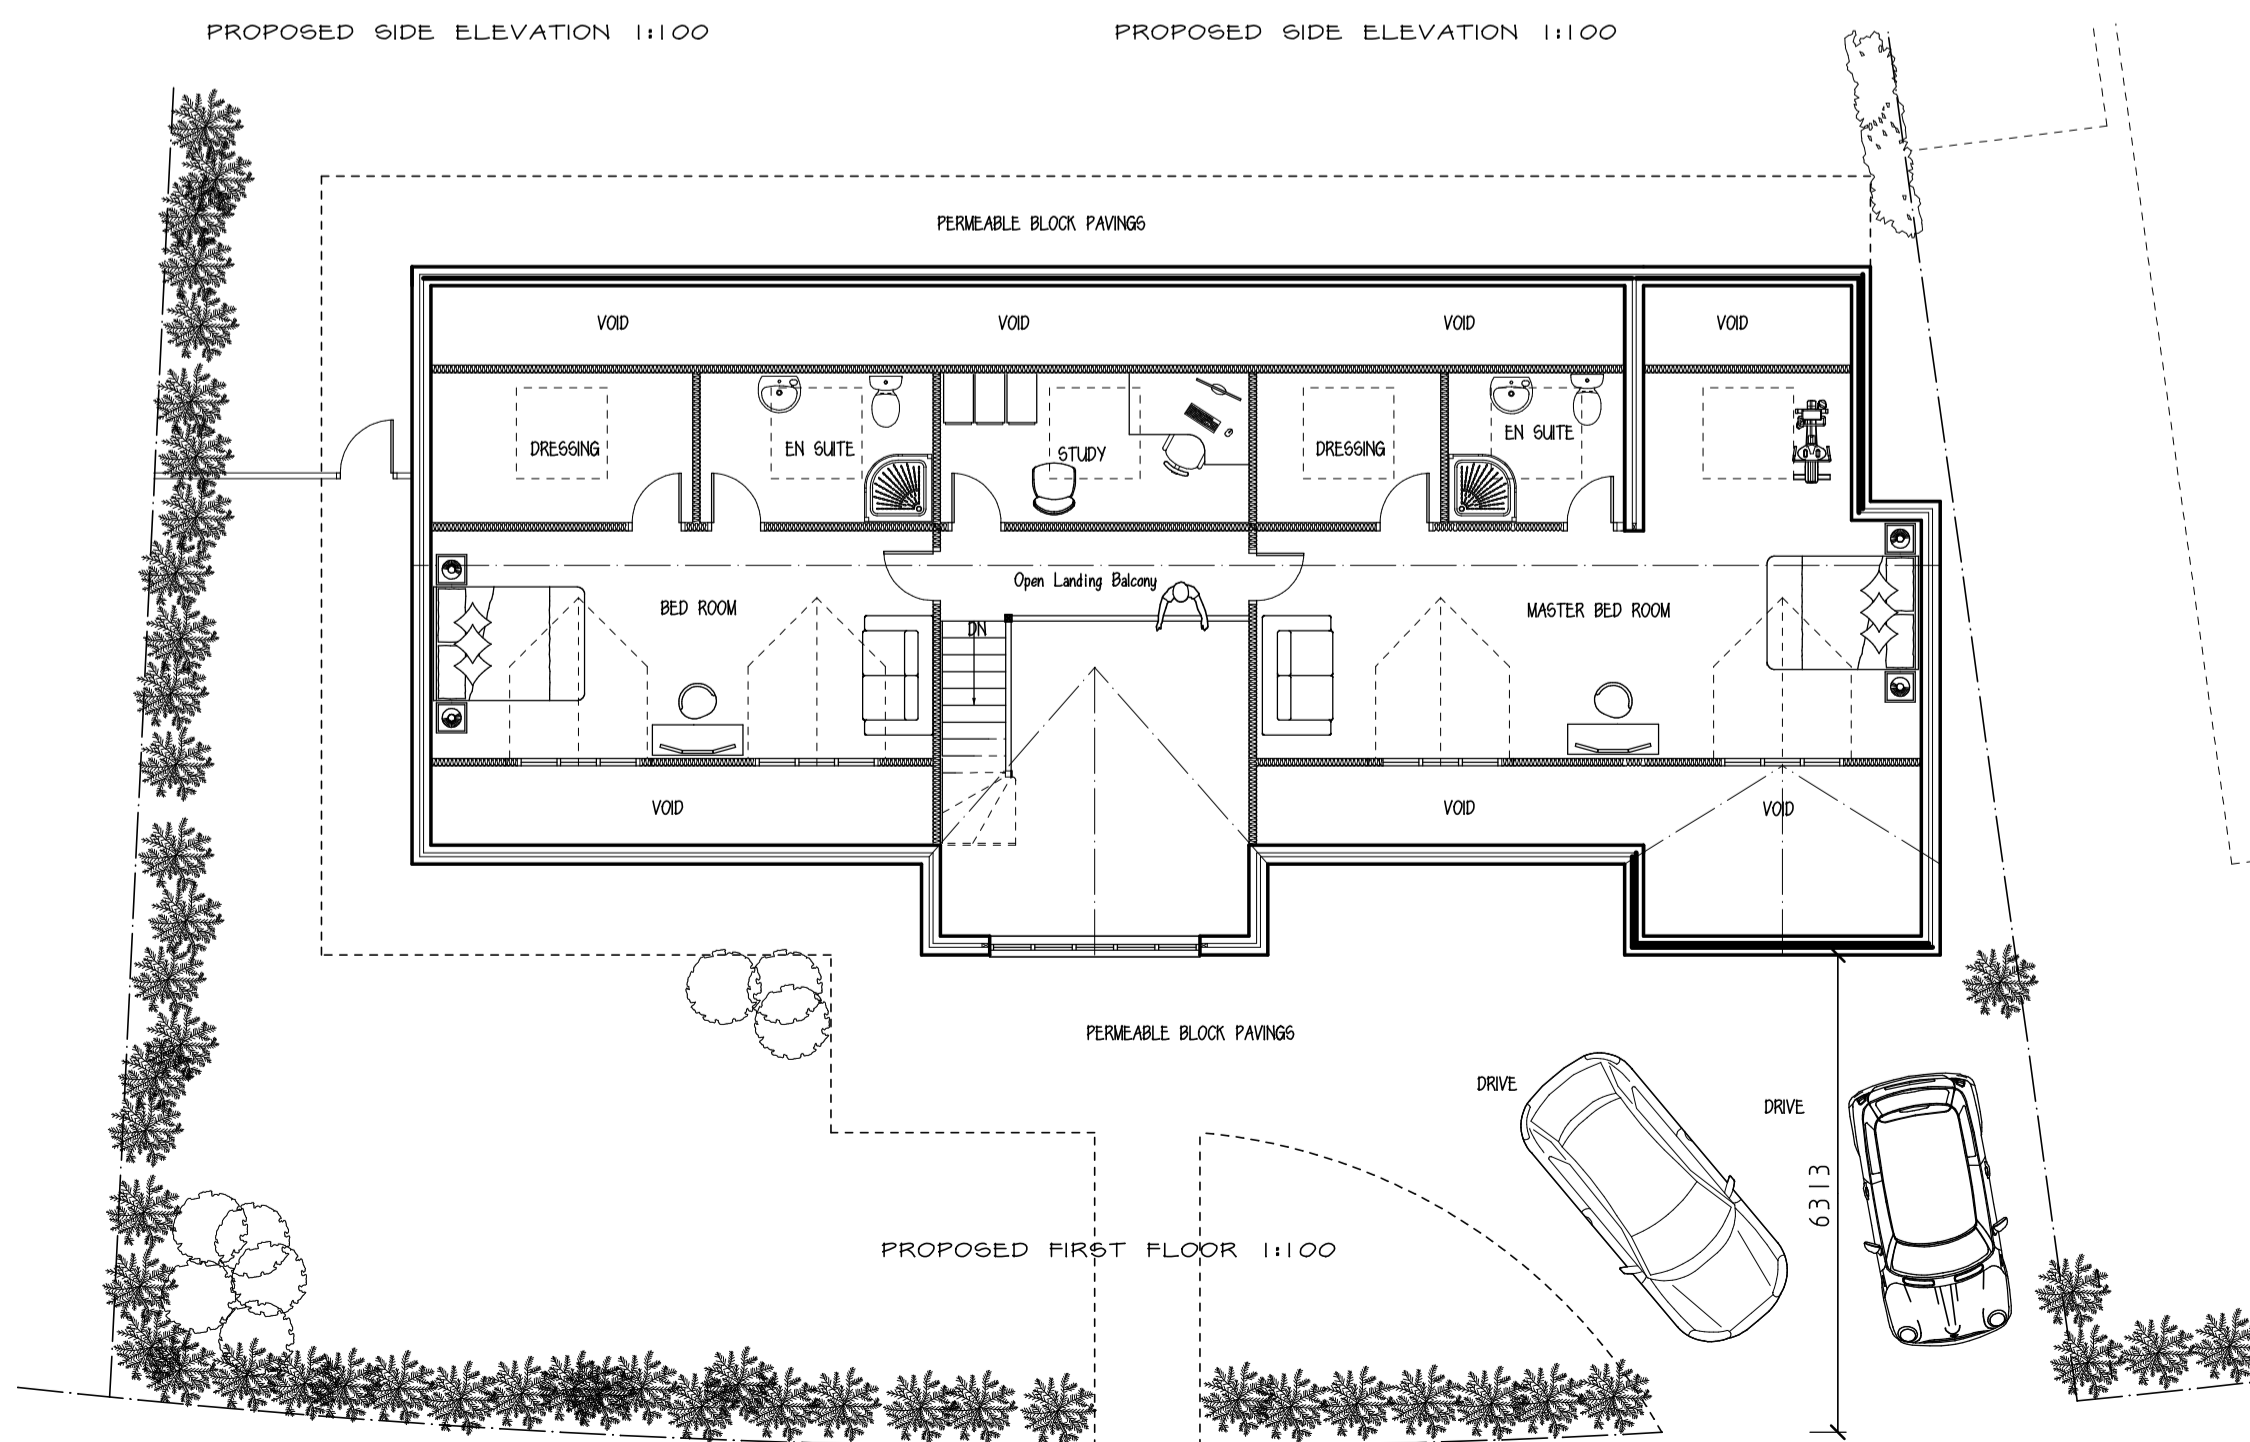 PROPOSED SIDE ELEVATION 1:100
PROPOSED SIDE ELEVATION 1:100
PERMEABLE BLOCK PAVINGS
VOID
VOID
VOID
VOID
DRESSING
EN SUITE
STUDY
DRESSING
EN SUITE
Open Landing Balcony
BED ROOM
MASTER BED ROOM
DN
VOID
VOID
VOID
PERMEABLE BLOCK PAVINGS
DRIVE
DRIVE
6313
PROPOSED FIRST FLOOR 1:100